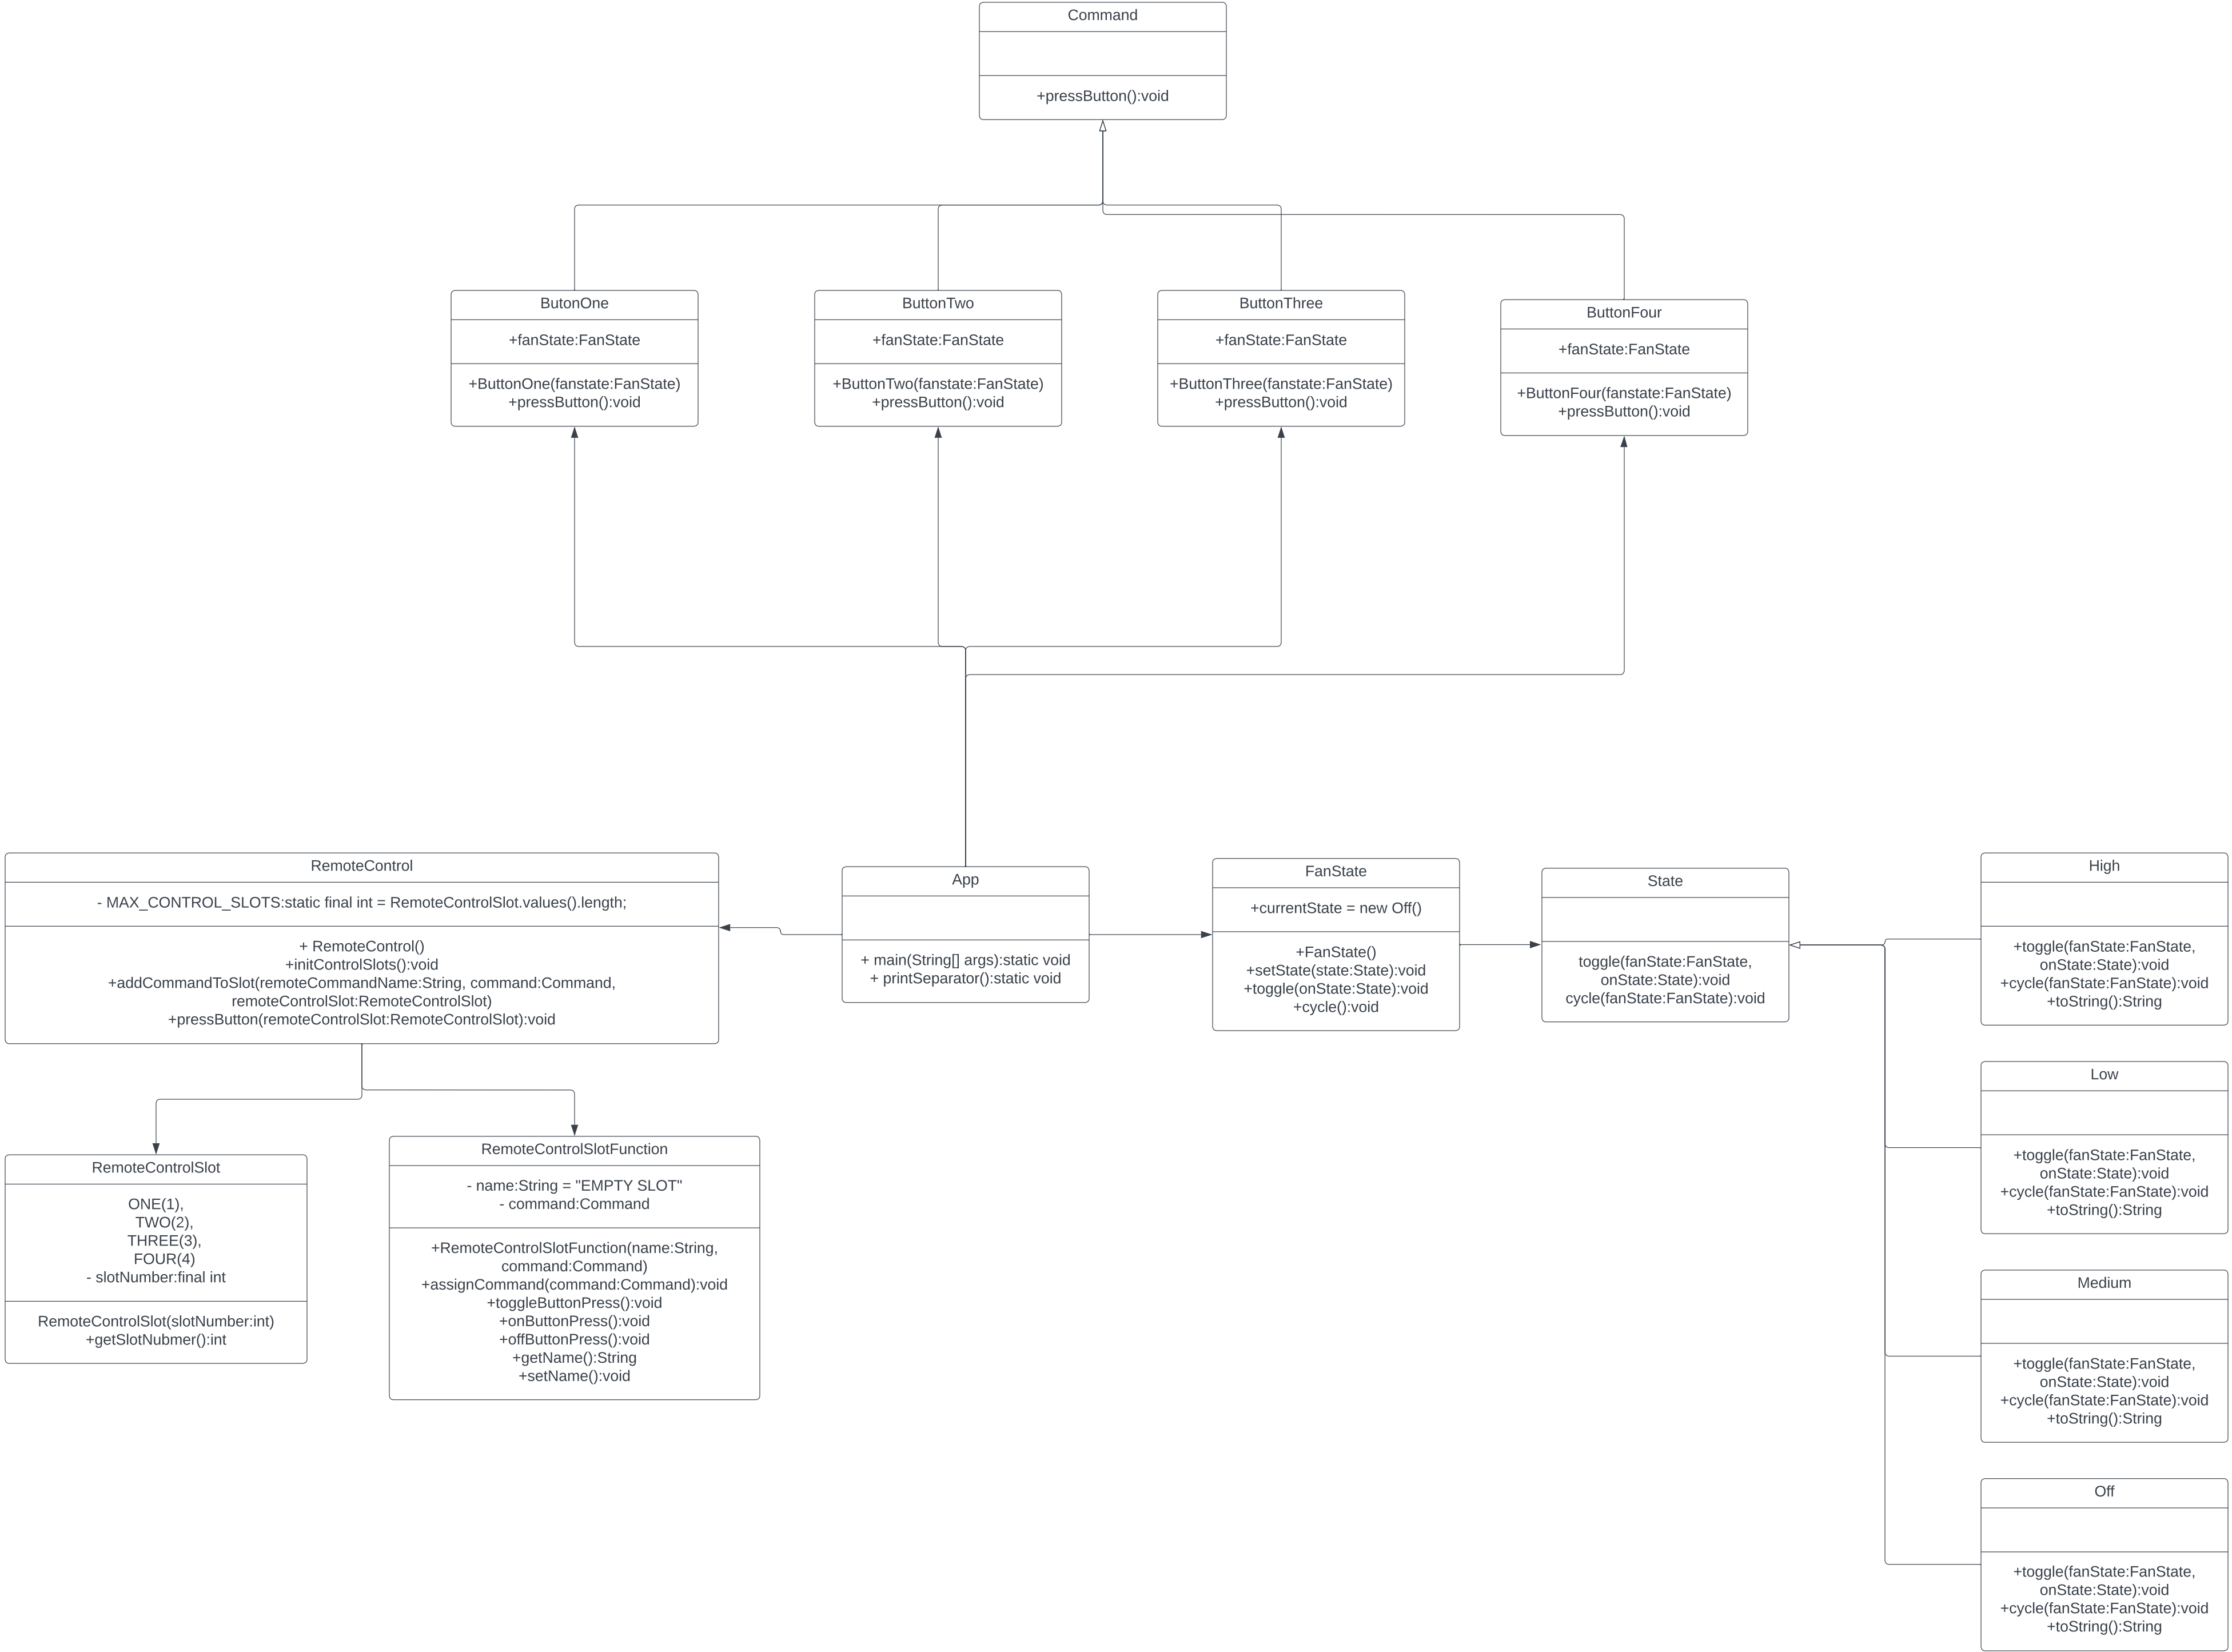 Command
+pressButton():void
ButonOne
+fanState:FanState
+ButtonOne(fanstate:FanState)
+pressButton():void
ButtonTwo
+fanState:FanState
+ButtonTwo(fanstate:FanState)
+pressButton():void
ButtonThree
+fanState:FanState
+ButtonThree(fanstate:FanState)
+pressButton():void
ButtonFour
+fanState:FanState
+ButtonFour(fanstate:FanState)
+pressButton():void
RemoteControl
- MAX_CONTROL_SLOTS:static final int = RemoteControlSlot.values().length;
+ RemoteControl()
+initControlSlots():void
+addCommandToSlot(remoteCommandName:String, command:Command,
remoteControlSlot:RemoteControlSlot)
+pressButton(remoteControlSlot:RemoteControlSlot):void
App
+ main(String[] args):static void
+ printSeparator():static void
FanState
+currentState = new Off()
+FanState()
+setState(state:State):void
+toggle(onState:State):void
+cycle():void
State
toggle(fanState:FanState,
onState:State):void
cycle(fanState:FanState):void
High
+toggle(fanState:FanState,
onState:State):void
+cycle(fanState:FanState):void
+toString():String
Low
+toggle(fanState:FanState,
onState:State):void
+cycle(fanState:FanState):void
+toString():String
Medium
+toggle(fanState:FanState,
onState:State):void
+cycle(fanState:FanState):void
+toString():String
Off
+toggle(fanState:FanState,
onState:State):void
+cycle(fanState:FanState):void
+toString():String
RemoteControlSlot
ONE(1),
TWO(2),
THREE(3),
FOUR(4)
- slotNumber:final int
RemoteControlSlot(slotNumber:int)
+getSlotNubmer():int
RemoteControlSlotFunction
- name:String = "EMPTY SLOT"
- command:Command
+RemoteControlSlotFunction(name:String,
command:Command)
+assignCommand(command:Command):void
+toggleButtonPress():void
+onButtonPress():void
+offButtonPress():void
+getName():String
+setName():void